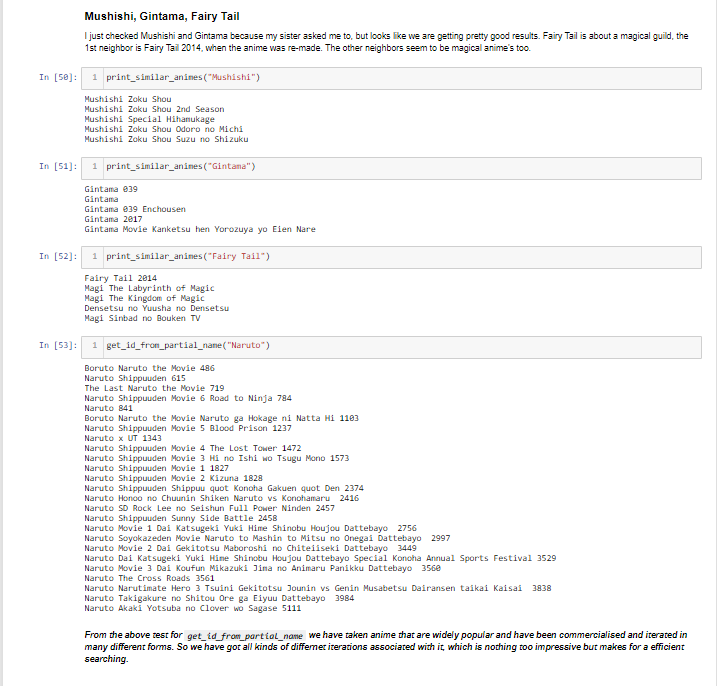 Mushishi, Gintama, Fairy Tail
I just checked Mushishi and Gintama because my sister asked me to, but looks like we are getting pretty good results. Fairy Tail is about a magical guild, the
1st neighbor is Fairy Tail 2014, when the anime was re-made. The other neighbors seem to be magical anime's too.
In [50]: 1 print_similar_animes("Mushishi")
Mushishi Zoku Shou
Mushishi Zoku Shou 2nd Season
Mushishi Special Hihamukage
Mushishi Zoku Shou Odoro no Michi
Mushishi Zoku Shou Suzu no Shizuku
In [51]: 1 print_similar_animes("Gintama")
Gintama 039
Gintama
Gintama 039 Enchousen
Gintama 2017
Gintama Movie Kanketsu hen Yorozuya yo Eien Nare
In [52]: 1 print_similar_animes("Fairy Tail")
Fairy Tail 2014
Magi The Labyrinth of Magic
Magi The Kingdom of Magic
Densetsu no Yuusha no Densetsu
Magi Sinbad no Bouken TV
In [53]: 1 get_id_from_partial_name("Naruto")
Boruto Naruto the Movie 486
Naruto Shippuuden 615
The Last Naruto the Movie 719
Naruto Shippuuden Movie 6 Road to Ninja 784
Naruto 841
Boruto Naruto the Movie Naruto ga Hokage ni Natta Hi 1103
Naruto Shippuuden Movie 5 Blood Prison 1237
Naruto x UT 1343
Naruto Shippuuden Movie 4 The Lost Tower 1472
Naruto Shippuuden Movie 3 Hi no Ishi wo Tsugu Mono 1573
Naruto Shippuuden Movie 1 1827
Naruto Shippuuden Movie 2 Kizuna 1828
Naruto Shippuuden Shippuu quot Konoha Gakuen quot Den 2374
Naruto Honoo no Chuunin Shiken Naruto vs Konohamaru 2416
Naruto SD Rock Lee no Seishun Full Power Ninden 2457
Naruto Shippuuden Sunny Side Battle 2458
Naruto Movie 1 Dai Katsugeki Yuki Hime Shinobu Houjou Dattebayo 2756
Naruto Soyokazeden Movie Naruto to Mashin to Mitsu no Onegai Dattebayo 2997
Naruto Movie 2 Dai Gekitotsu Maboroshi no Chiteiiseki Dattebayo 3449
Naruto Dai Katsugeki Yuki Hime Shinobu Houjou Dattebayo Special Konoha Annual Sports Festival 3529
Naruto Movie 3 Dai Koufun Mikazuki Jima no Animaru Panikku Dattebayo 3560
Naruto The Cross Roads 3561
Naruto Narutimate Hero 3 Tsuini Gekitotsu Jounin vs Genin Musabetsu Dairansen taikai Kaisai 3838
Naruto Takigakure no Shitou Ore ga Eiyuu Dattebayo 3984
Naruto Akaki Yotsuba no Clover wo Sagase 5111
From the above test for get_id_from_partial_name we have taken anime that are widely popular and have been commercialised and iterated in
many different forms. So we have got all kinds of differnet iterations associated with it, which is nothing too impressive but makes for a efficient
searching.